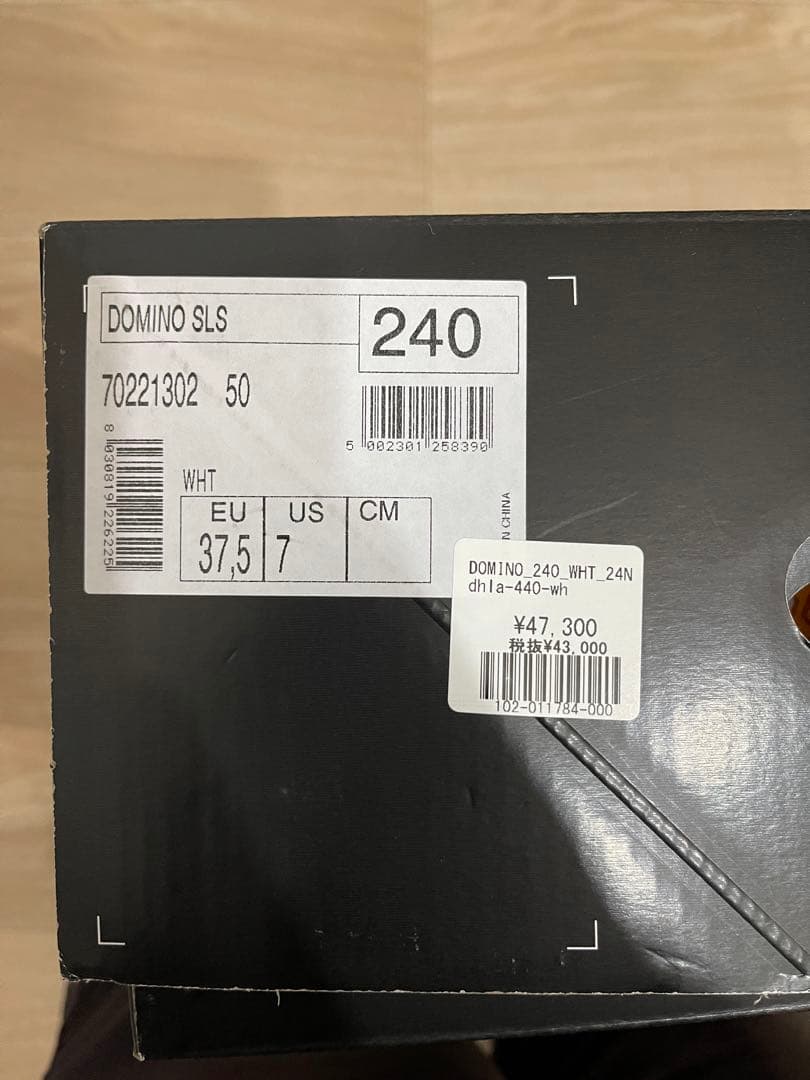 DOMINO SLS
240
70221302 50
5 002301 258390
8 030819 226225
WHT
EU US CM
37,5 7
N CHINA
DOMINO_240_WHT_24N
dhla-440-wh
¥47,300
税抜¥43,000
102-011784-000